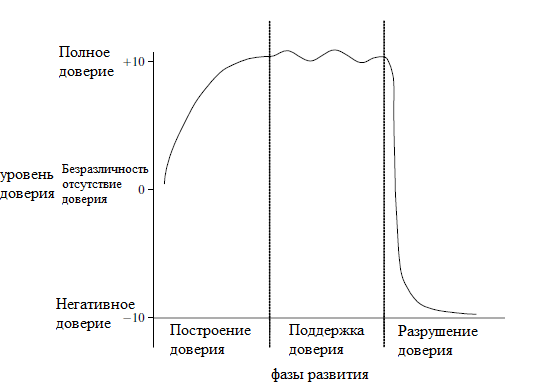 Полное
доверие
+10
уровень
доверия
Безразличность
отсутствие
доверия
0
Негативное
доверие
−10
Построение
доверия
Поддержка
доверия
Разрушение
доверия
фазы развития